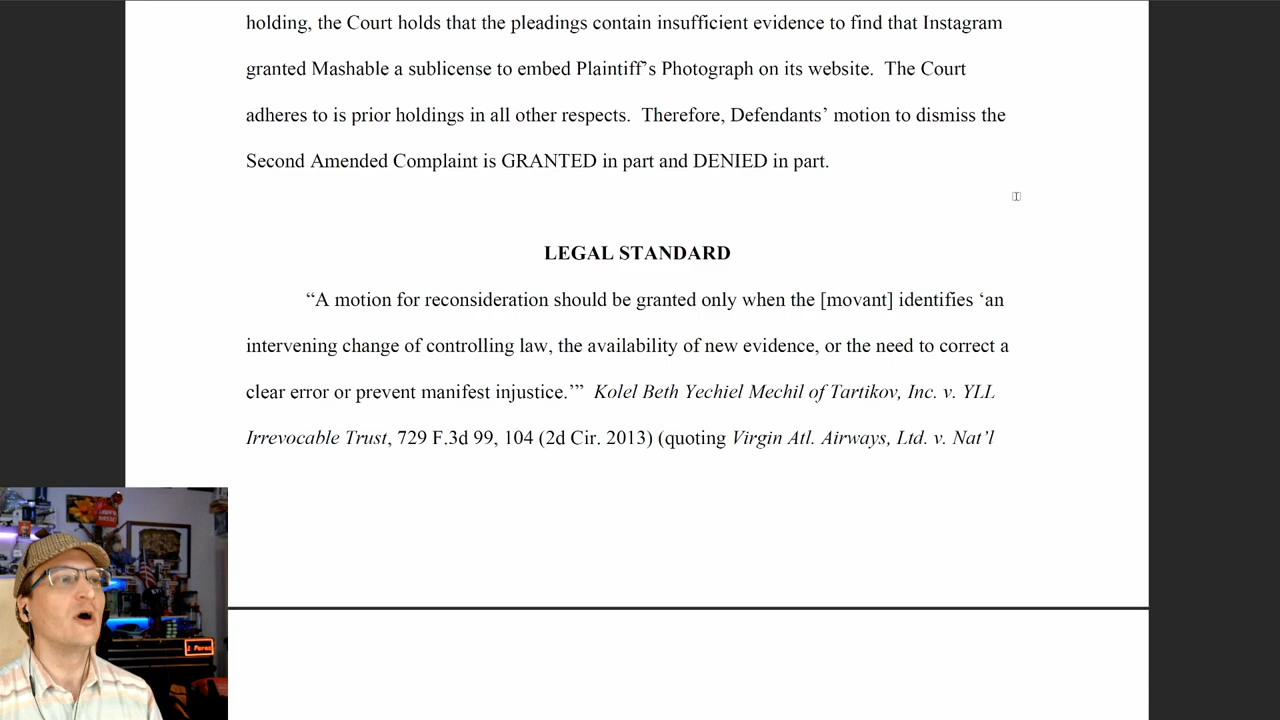 holding, the Court holds that the pleadings contain insufficient evidence to find that Instagram
granted Mashable a sublicense to embed Plaintiff’s Photograph on its website.  The Court
adheres to is prior holdings in all other respects.  Therefore, Defendants’ motion to dismiss the
Second Amended Complaint is GRANTED in part and DENIED in part.
LEGAL STANDARD
“A motion for reconsideration should be granted only when the [movant] identifies ‘an
intervening change of controlling law, the availability of new evidence, or the need to correct a
clear error or prevent manifest injustice.’”  Kolel Beth Yechiel Mechil of Tartikov, Inc. v. YLL
Irrevocable Trust, 729 F.3d 99, 104 (2d Cir. 2013) (quoting Virgin Atl. Airways, Ltd. v. Nat’l